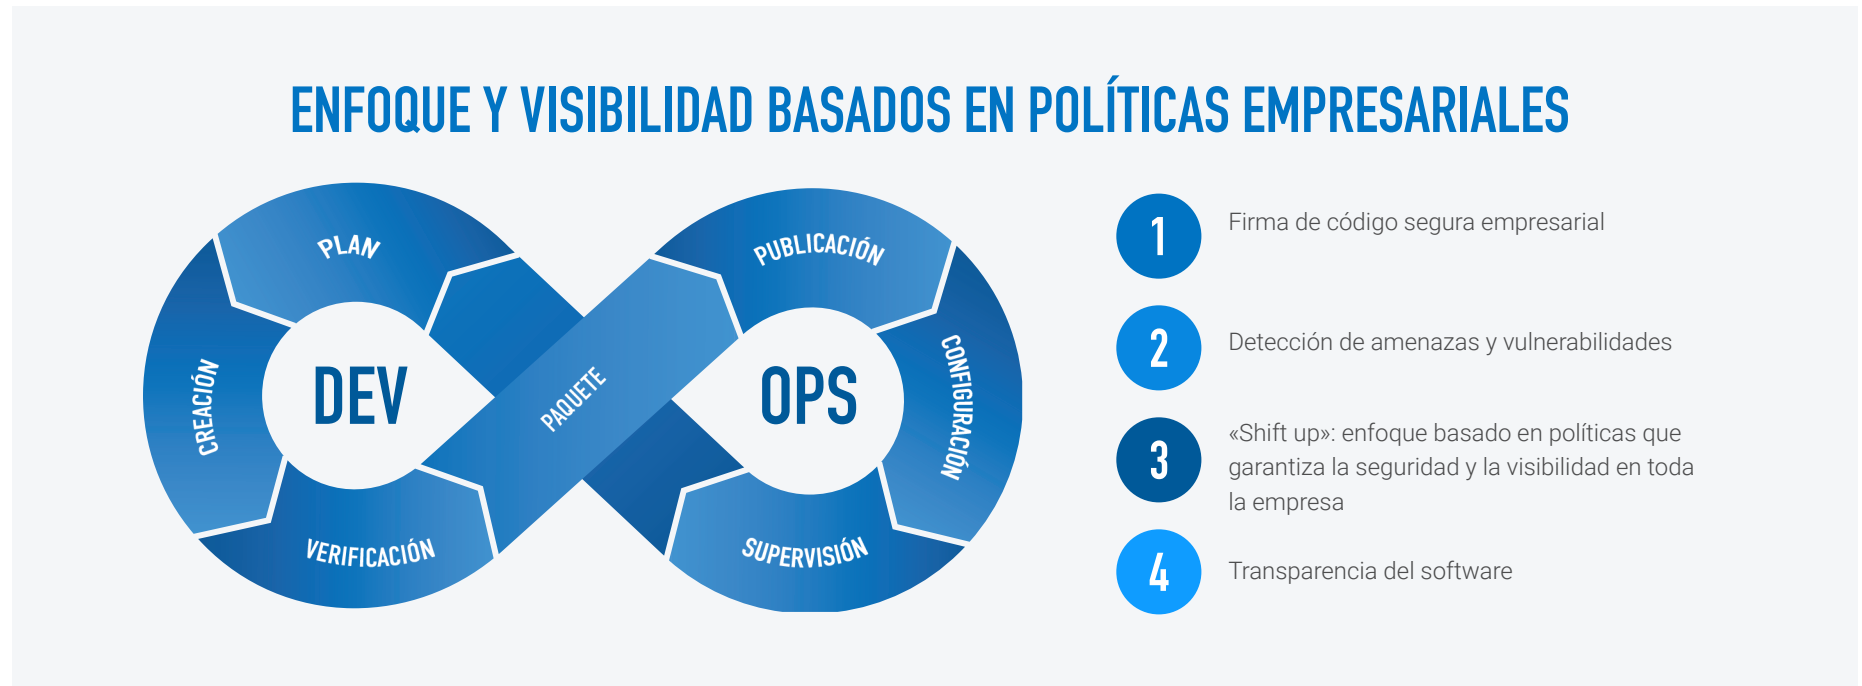 ENFOQUE Y VISIBILIDAD BASADOS EN POLÍTICAS EMPRESARIALES
PLAN
CREACIÓN
VERIFICACIÓN
DEV
PAQUETE
PUBLICACIÓN
CONFIGURACIÓN
SUPERVISIÓN
OPS
1
Firma de código segura empresarial
2
Detección de amenazas y vulnerabilidades
3
«Shift up»: enfoque basado en políticas que
garantiza la seguridad y la visibilidad en toda
la empresa
4
Transparencia del software